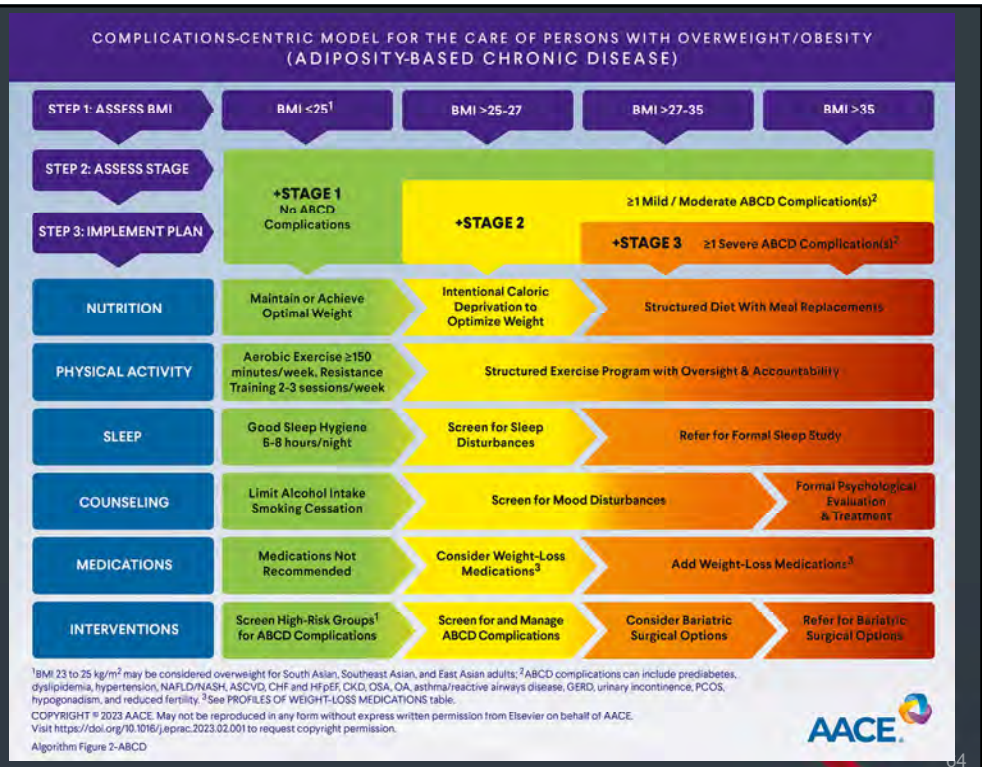 COMPLICATIONS-CENTRIC MODEL FOR THE CARE OF PERSONS WITH OVERWEIGHT/OBESITY
(ADIPOSITY-BASED CHRONIC DISEASE)
STEP 1: ASSESS BMI
BMI <25¹
BMI >25-27
BMI >27-35
BMI >35
STEP 2: ASSESS STAGE
STEP 3: IMPLEMENT PLAN
+STAGE 1
No ABCD
Complications
+STAGE 2
≥1 Mild / Moderate ABCD Complication(s)²
+STAGE 3 ≥1 Severe ABCD Complication(s)²
NUTRITION
Maintain or Achieve
Optimal Weight
Intentional Caloric
Deprivation to
Optimize Weight
Structured Diet With Meal Replacements
PHYSICAL ACTIVITY
Aerobic Exercise ≥150
minutes/week, Resistance
Training 2-3 sessions/week
Structured Exercise Program with Oversight & Accountability
SLEEP
Good Sleep Hygiene
6-8 hours/night
Screen for Sleep
Disturbances
Refer for Formal Sleep Study
COUNSELING
Limit Alcohol Intake
Smoking Cessation
Screen for Mood Disturbances
Formal Psychological
Evaluation
& Treatment
MEDICATIONS
Medications Not
Recommended
Consider Weight-Loss
Medications³
Add Weight-Loss Medications³
INTERVENTIONS
Screen High-Risk Groups¹
for ABCD Complications
Screen for and Manage
ABCD Complications
Consider Bariatric
Surgical Options
Refer for Bariatric
Surgical Options
¹BMI 23 to 25 kg/m² may be considered overweight for South Asian, Southeast Asian, and East Asian adults; ²ABCD complications can include prediabetes,
dyslipidemia, hypertension, NAFLD/NASH, ASCVD, CHF and HFpEF, CKD, OSA, OA, asthma/reactive airways disease, GERD, urinary incontinence, PCOS,
hypogonadism, and reduced fertility. ³See PROFILES OF WEIGHT-LOSS MEDICATIONS table.
COPYRIGHT © 2023 AACE. May not be reproduced in any form without express written permission from Elsevier on behalf of AACE.
Visit https://doi.org/10.1016/j.eprac.2023.02.001 to request copyright permission.
Algorithm Figure 2-ABCD
AACE.
64